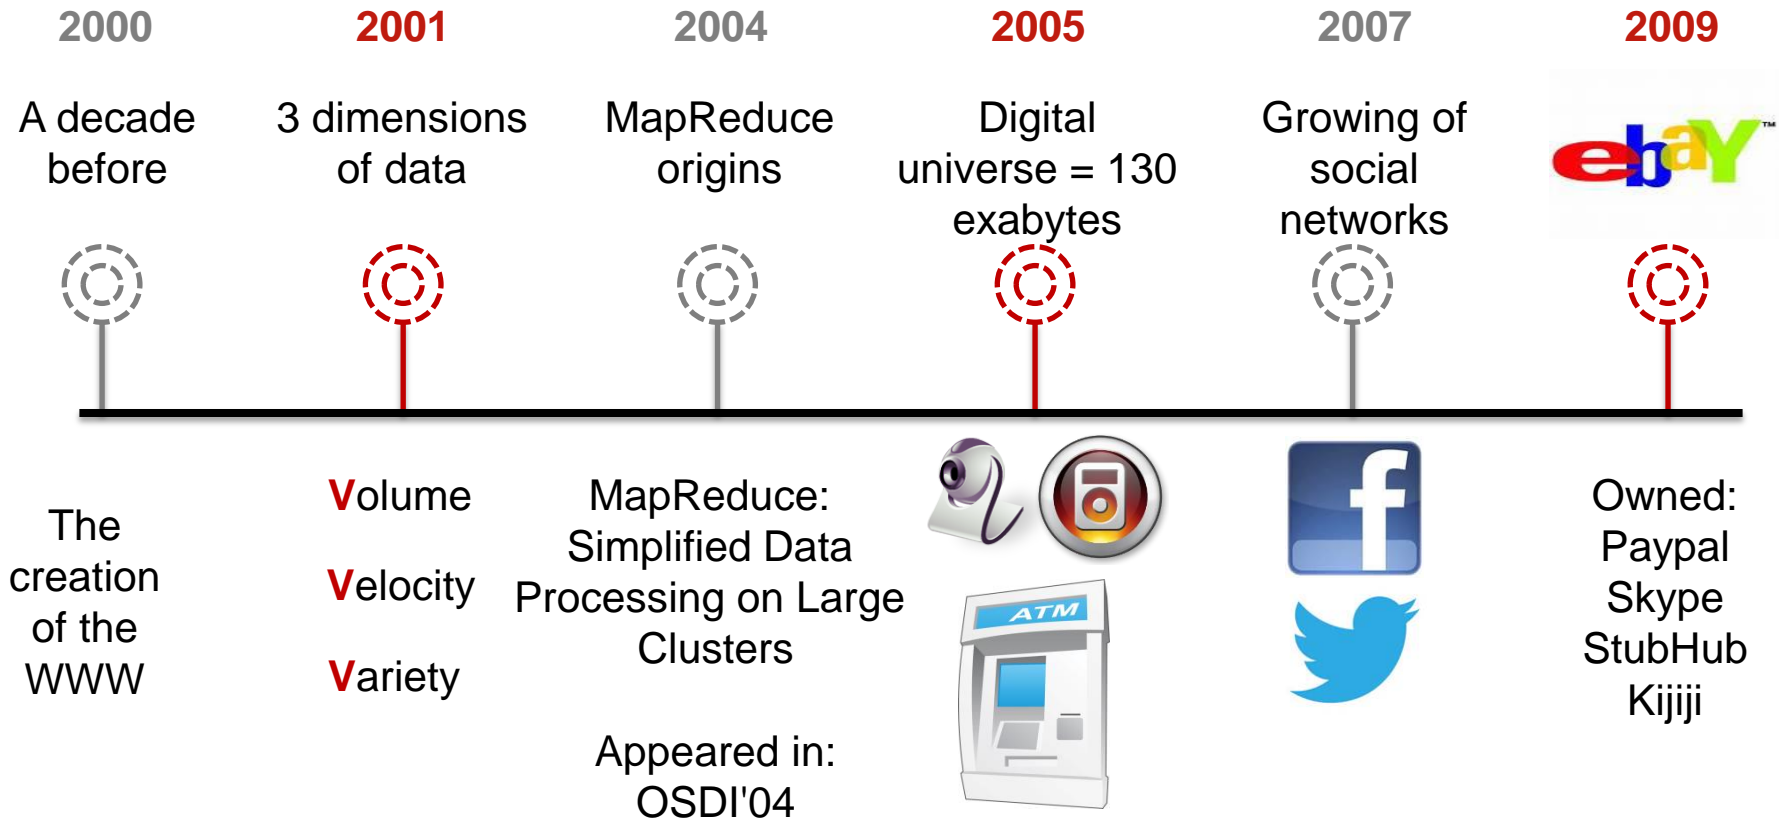 2000
A decade
before
The
creation
of the
WWW
2001
3 dimensions
of data
Volume
Velocity
Variety
2004
MapReduce
origins
MapReduce:
Simplified Data
Processing on Large
Clusters
Appeared in:
OSDI'04
2005
Digital
universe = 130
exabytes
ATM
2007
Growing of
social
networks
f
2009
ebaY™
Owned:
Paypal
Skype
StubHub
Kijiji